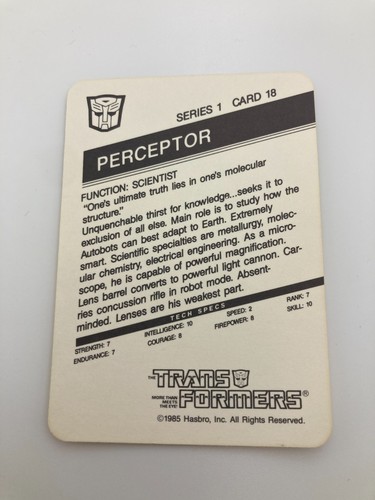 SERIES 1 CARD 18
PERCEPTOR
FUNCTION: SCIENTIST
"One's ultimate truth lies in one's molecular
structure."
Unquenchable thirst for knowledge...seeks it to
exclusion of all else. Main role is to study how the
Autobots can best adapt to Earth. Extremely
smart. Scientific specialties are metallurgy, molec-
ular chemistry, electrical engineering. As a micro-
scope, he is capable of powerful magnification.
Lens barrel converts to powerful light cannon. Car-
ries concussion rifle in robot mode. Absent-
minded. Lenses are his weakest part.
TECH SPECS
STRENGTH: 7 INTELLIGENCE: 10 SPEED: 2 RANK: 7
ENDURANCE: 7 COURAGE: 8 FIREPOWER: 8 SKILL: 10
THE TRANSFORMERS®
MORE THAN
MEETS
THE EYE!
©1985 Hasbro, Inc. All Rights Reserved.